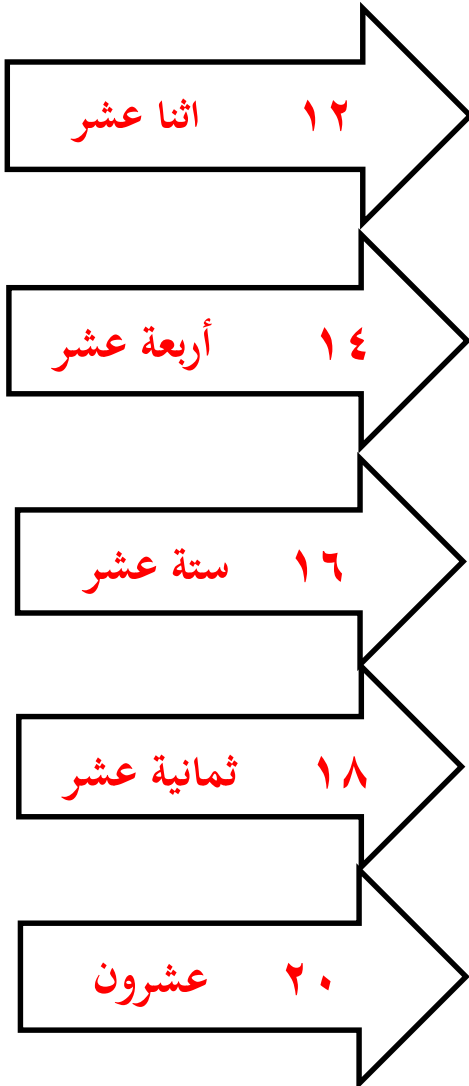 ١٢ اثنا عشر
١٤ أربعة عشر
١٦ ستة عشر
١٨ ثمانية عشر
٢٠ عشرون